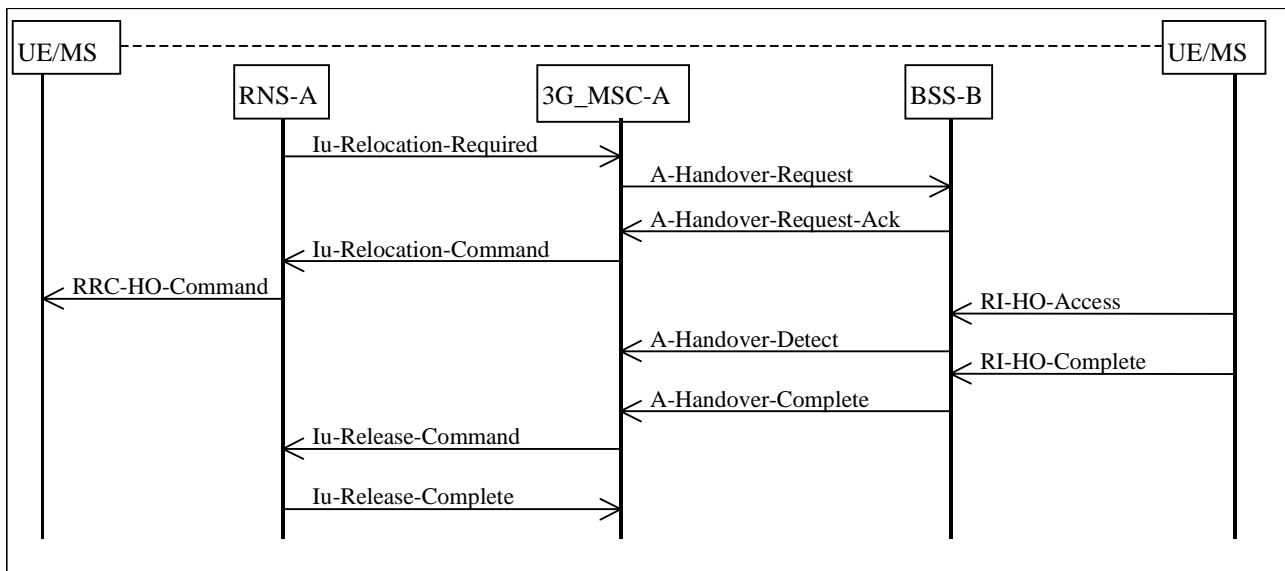 UE/MS
UE/MS
RNS-A
3G_MSC-A
BSS-B
Iu-Relocation-Required
A-Handover-Request
A-Handover-Request-Ack
Iu-Relocation-Command
RRC-HO-Command
RI-HO-Access
A-Handover-Detect
RI-HO-Complete
A-Handover-Complete
Iu-Release-Command
Iu-Release-Complete